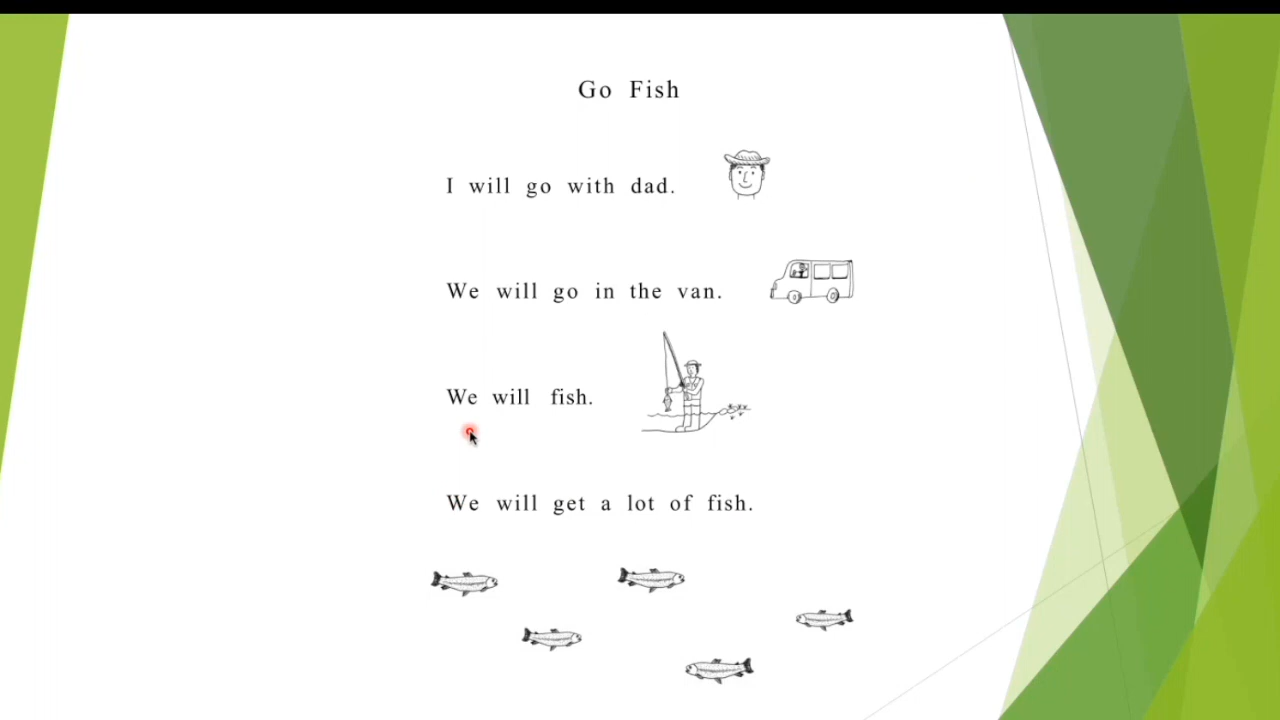 Go Fish
I will go with dad.
We will go in the van.
We will fish.
We will get a lot of fish.